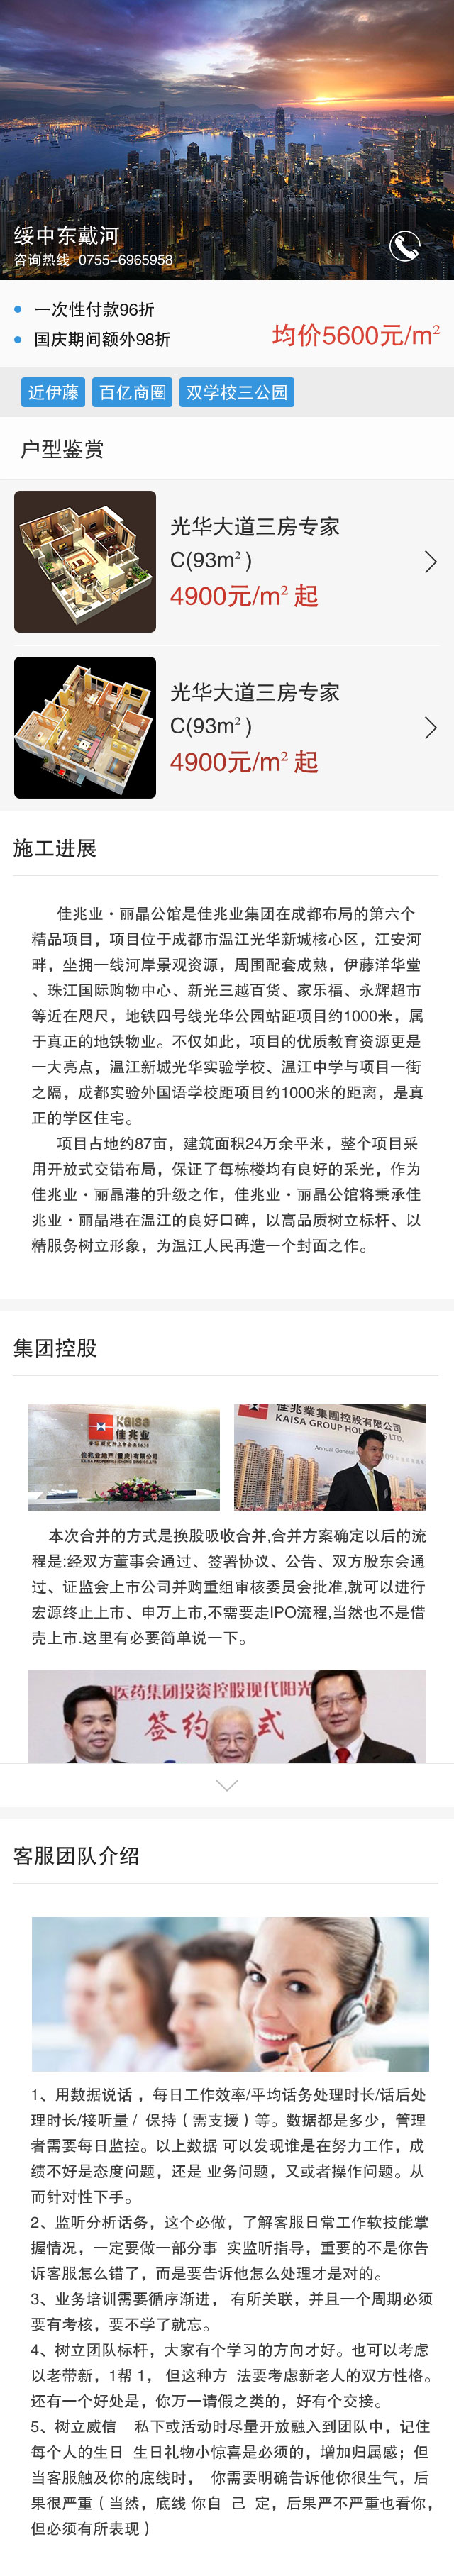 绥中东戴河
咨询热线 0755-6965958
一次性付款96折
国庆期间额外98折
均价5600元/m²
近伊藤 百亿商圈 双学校三公园
户型鉴赏
光华大道三房专家
C(93m²)
4900元/m² 起
光华大道三房专家
C(93m²)
4900元/m² 起
施工进展
佳兆业·丽晶公馆是佳兆业集团在成都布局的第六个
精品项目，项目位于成都市温江光华新城核心区，江安河
畔，坐拥一线河岸景观资源，周围配套成熟，伊藤洋华堂
、珠江国际购物中心、新光三越百货、家乐福、永辉超市
等近在咫尺，地铁四号线光华公园站距项目约1000米，属
于真正的地铁物业。不仅如此，项目的优质教育资源更是
一大亮点，温江新城光华实验学校、温江中学与项目一街
之隔，成都实验外国语学校距项目约1000米的距离，是真
正的学区住宅。
项目占地约87亩，建筑面积24万余平米，整个项目采
用开放式交错布局，保证了每栋楼均有良好的采光，作为
佳兆业·丽晶港的升级之作，佳兆业·丽晶公馆将秉承佳
兆业·丽晶港在温江的良好口碑，以高品质树立标杆、以
精服务树立形象，为温江人民再造一个封面之作。
集团控股
KAISA
佳兆业
佳兆业地产(重庆)有限公司
佳兆業集團控股有限公司
KAISA GROUP HOLDINGS LTD.
Annual General
本次合并的方式是换股吸收合并,合并方案确定以后的流
程是:经双方董事会通过、签署协议、公告、双方股东会通
过、证监会上市公司并购重组审核委员会批准,就可以进行
宏源终止上市、申万上市,不需要走IPO流程,当然也不是借
壳上市.这里有必要简单说一下。
医药集团投资控股现代阳光
签约 式
客服团队介绍
1、用数据说话 ，每日工作效率/平均话务处理时长/话后处
理时长/接听量 / 保持（需支援）等。数据都是多少，管理
者需要每日监控。以上数据 可以发现谁是在努力工作，成
绩不好是态度问题，还是 业务问题，又或者操作问题。从
而针对性下手。
2、监听分析话务，这个必做，了解客服日常工作软技能掌
握情况，一定要做一部分事 实监听指导，重要的不是你告
诉客服怎么错了，而是要告诉他怎么处理才是对的。
3、业务培训需要循序渐进， 有所关联，并且一个周期必须
要有考核，要不学了就忘。
4、树立团队标杆，大家有个学习的方向才好。也可以考虑
以老带新，1帮 1， 但这种方 法要考虑新老人的双方性格。
还有一个好处是，你万一请假之类的，好有个交接。
5、树立威信 私下或活动时尽量开放融入到团队中，记住
每个人的生日 生日礼物小惊喜是必须的，增加归属感；但
当客服触及你的底线时， 你需要明确告诉他你很生气，后
果很严重（当然，底线 你自 己 定，后果严不严重也看你，
但必须有所表现）